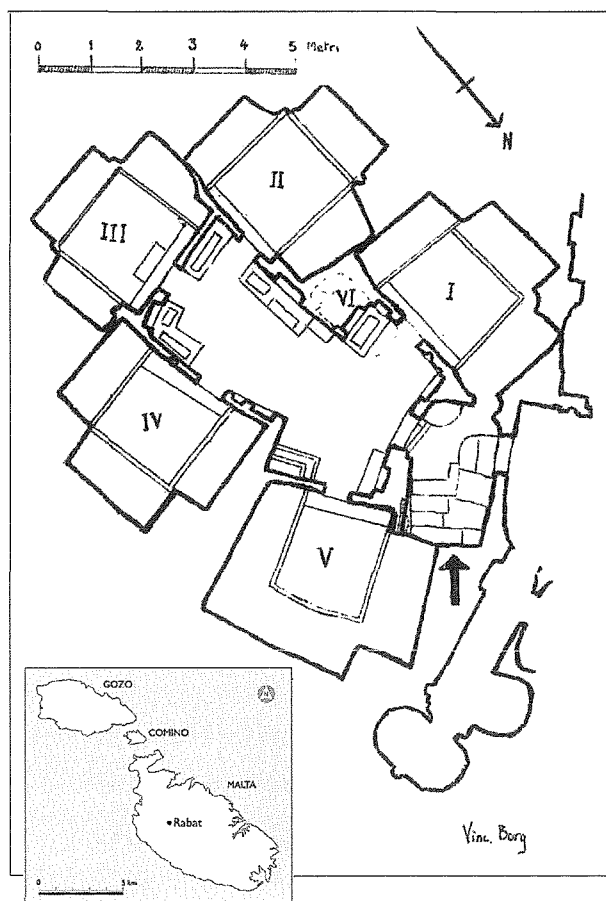 0 1 2 3 4 5 Metri
N
II
III
VI
I
IV
V
GOZO
N
COMINO
MALTA
Rabat
0 5 km
Vinc. Borg